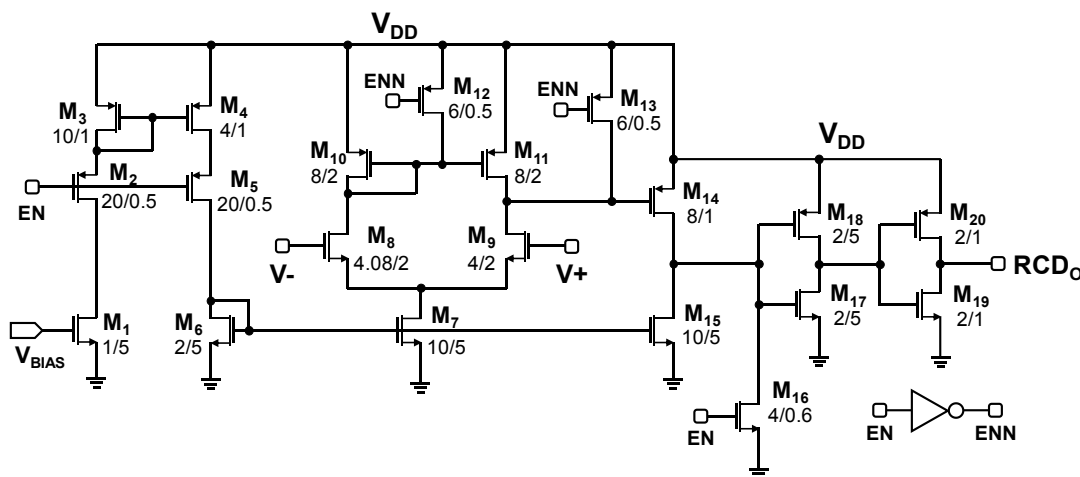 VDD
ENN
M12
6/0.5
ENN
M13
6/0.5
M3
10/1
M4
4/1
VDD
M10
8/2
M11
8/2
M2
20/0.5
M5
20/0.5
M14
8/1
M18
2/5
M20
2/1
EN
M8
4.08/2
M9
4/2
V-
V+
RCDO
M17
2/5
M19
2/1
M1
1/5
M6
2/5
M7
10/5
M15
10/5
VBIAS
M16
4/0.6
EN
EN
ENN